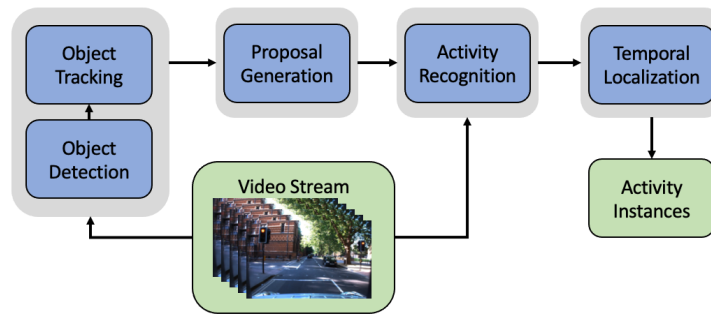 Object
Tracking
Proposal
Generation
Activity
Recognition
Temporal
Localization
Object
Detection
Video Stream
Activity
Instances